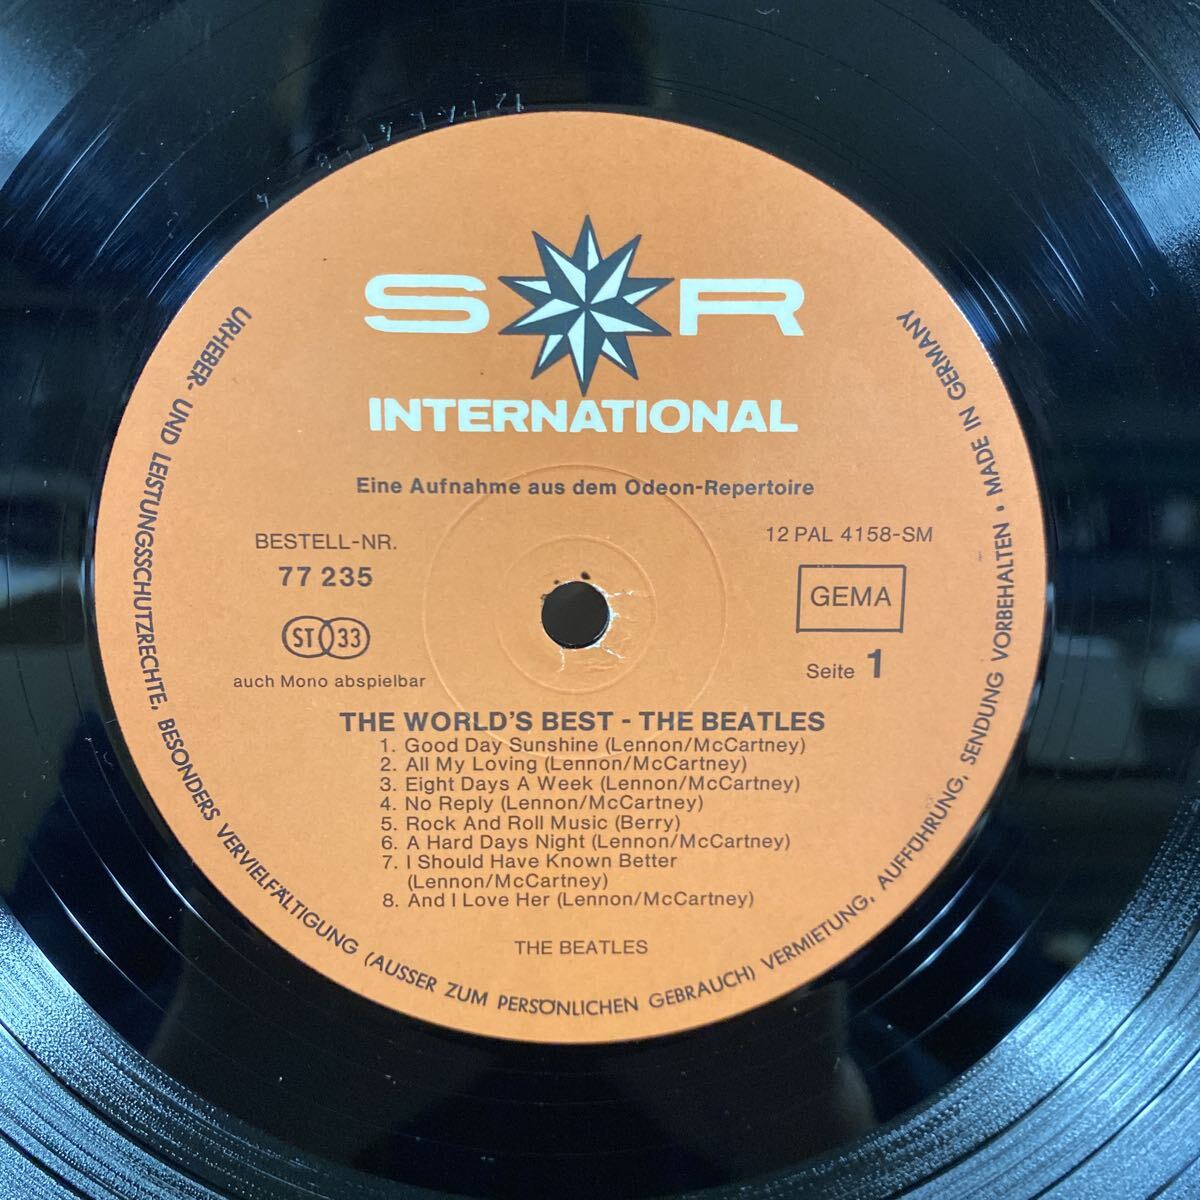 S R
INTERNATIONAL
Eine Aufnahme aus dem Odeon-Repertoire
BESTELL-NR.
77 235
12 PAL 4158-SM
GEMA
ST 33
auch Mono abspielbar
Seite 1
THE WORLD'S BEST - THE BEATLES
1. Good Day Sunshine (Lennon/McCartney)
2. All My Loving (Lennon/McCartney)
3. Eight Days A Week (Lennon/McCartney)
4. No Reply (Lennon/McCartney)
5. Rock And Roll Music (Berry)
6. A Hard Days Night (Lennon/McCartney)
7. I Should Have Known Better
(Lennon/McCartney)
8. And I Love Her (Lennon/McCartney)
THE BEATLES
URHEBER- UND LEISTUNGSSCHUTZRECHTE, BESONDERS VERVIELFÄLTIGUNG (AUSSER ZUM PERSÖNLICHEN GEBRAUCH) VERMIETUNG, AUFFÜHRUNG, SENDUNG VORBEHALTEN • MADE IN GERMANY